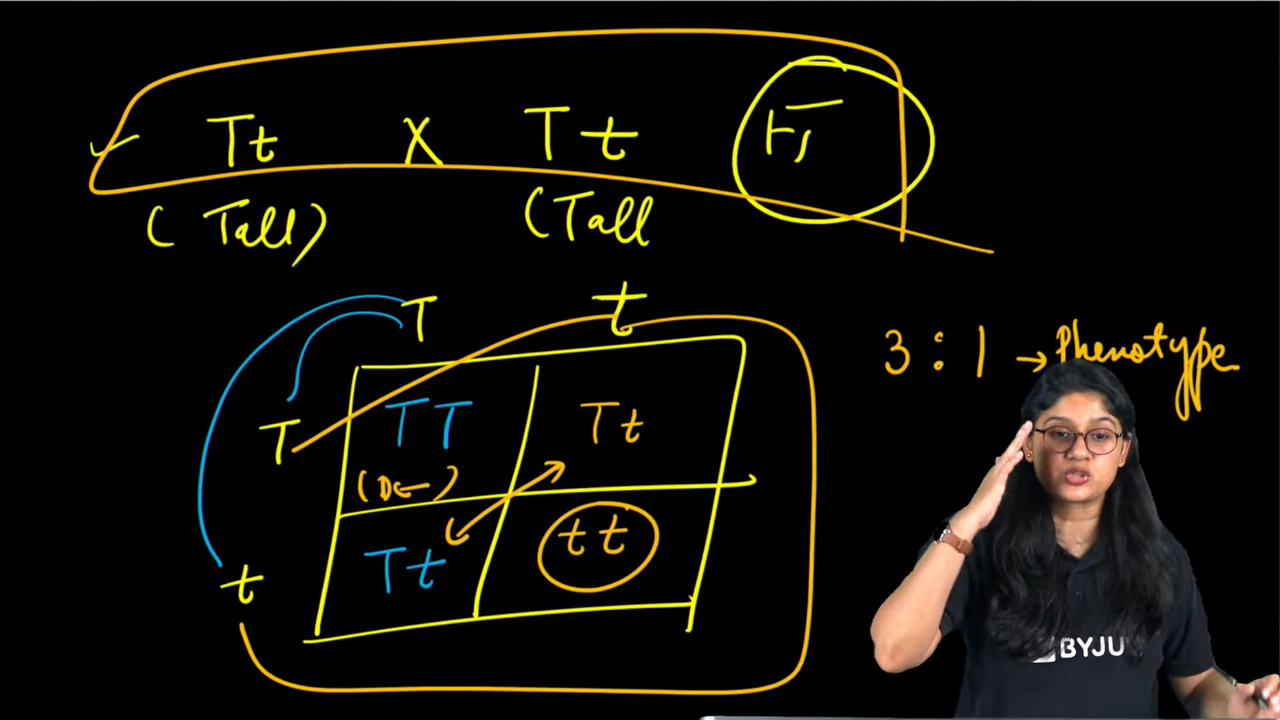 Tt X Tt F1
(Tall) (Tall
T t
3 : 1 → Phenotype
T TT Tt
t Tt tt
BYJU